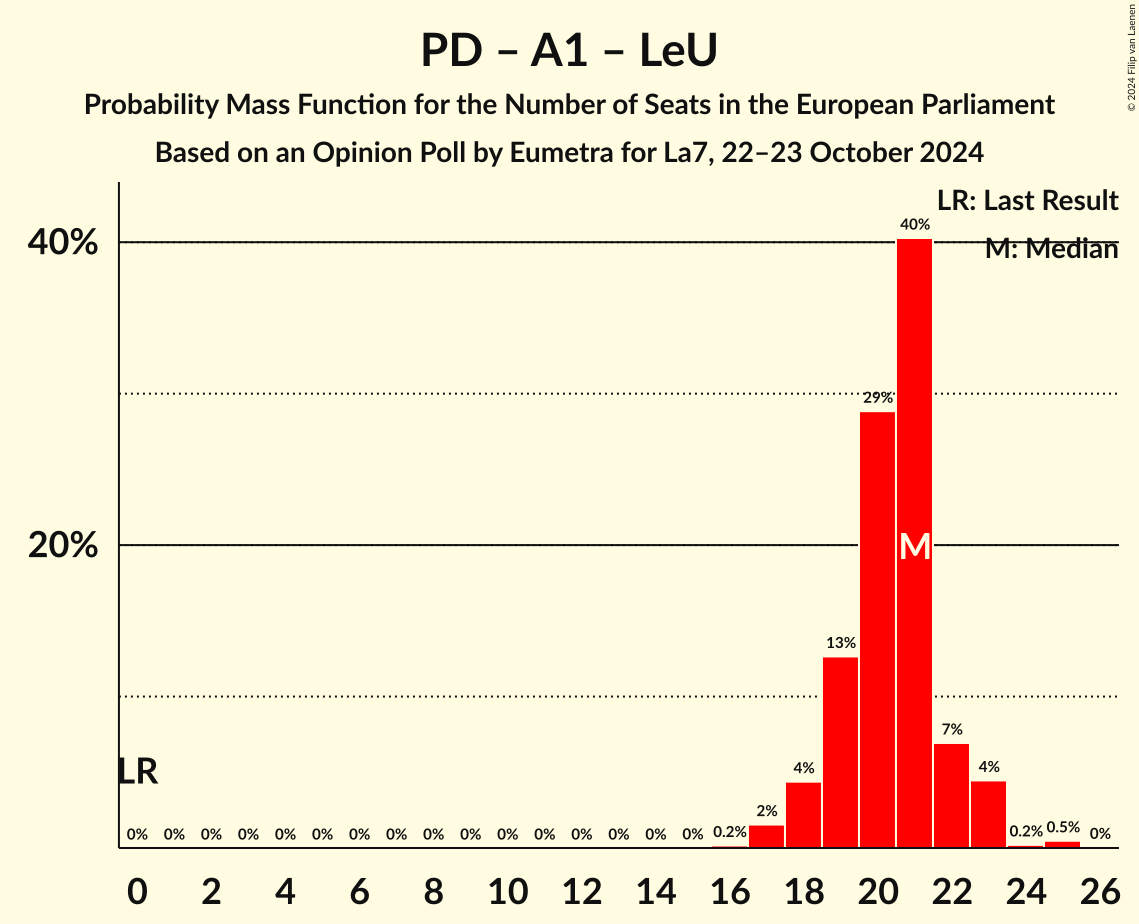 PD – A1 – LeU
Probability Mass Function for the Number of Seats in the European Parliament
Based on an Opinion Poll by Eumetra for La7, 22–23 October 2024
© 2024 Filip van Laenen
LR: Last Result
M: Median
40%
20%
40%
29%
M
13%
7%
4%
4%
LR
2%
0% 0% 0% 0% 0% 0% 0% 0% 0% 0% 0% 0% 0% 0% 0% 0% 0.2% 0.2% 0.5% 0%
0 2 4 6 8 10 12 14 16 18 20 22 24 26